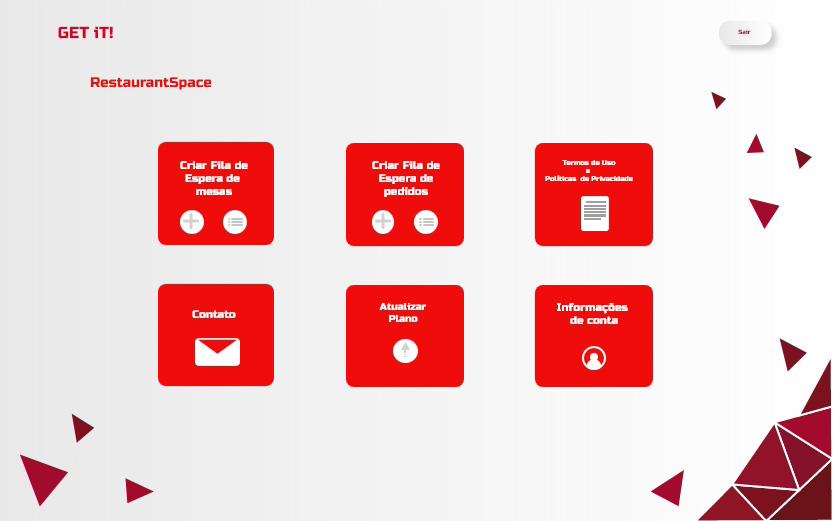 GET iT!
Sair
RestaurantSpace
Criar Fila de
Espera de
mesas
Criar Fila de
Espera de
pedidos
Termos de Uso
e
Políticas de Privacidade
Contato
Atualizar
Plano
Informações
de conta